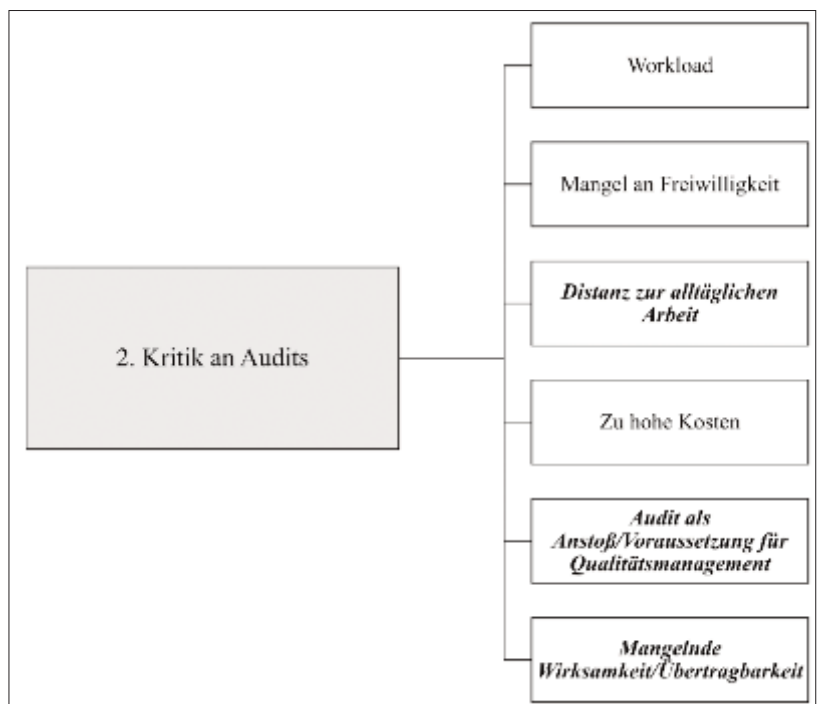 Workload
Mangel an Freiwilligkeit
Distanz zur alltäglichen
Arbeit
2. Kritik an Audits
Zu hohe Kosten
Audit als
Anstoß/Voraussetzung für
Qualitätsmanagement
Mangelnde
Wirksamkeit/Übertragbarkeit